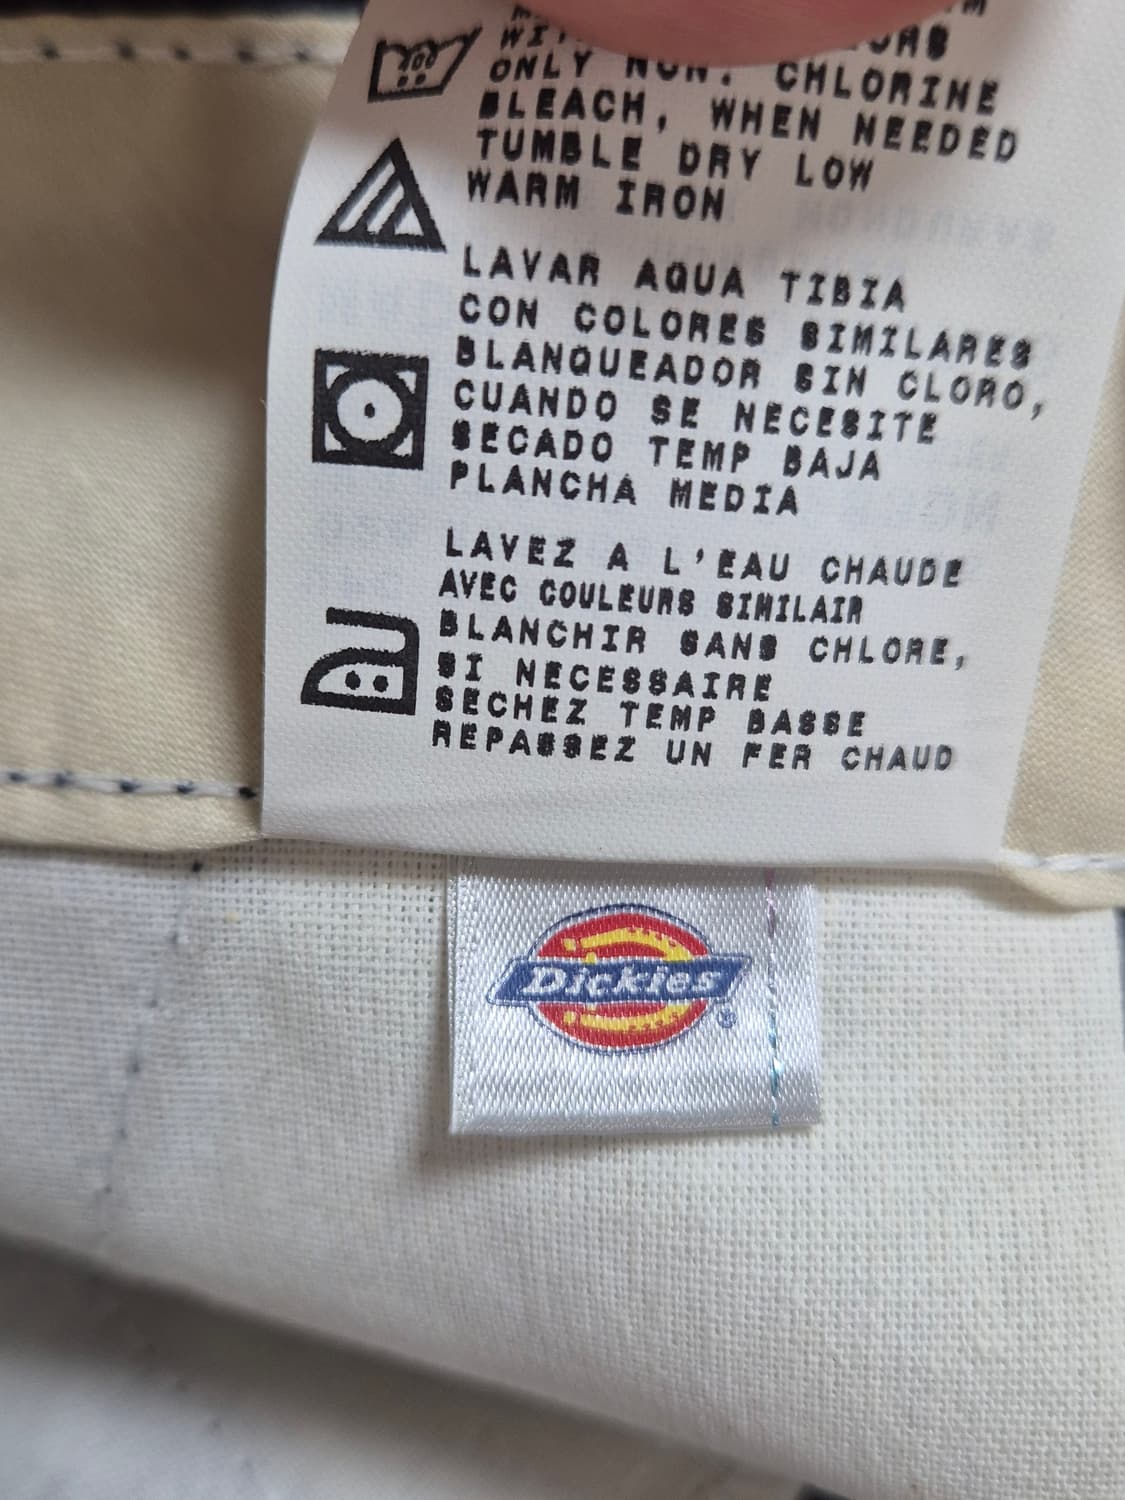 ONLY NON. CHLORINE
BLEACH, WHEN NEEDED
TUMBLE DRY LOW
WARM IRON
LAVAR AQUA TIBIA
CON COLORES SIMILARES
BLANQUEADOR SIN CLORO,
CUANDO SE NECESITE
SECADO TEMP BAJA
PLANCHA MEDIA
LAVEZ A L'EAU CHAUDE
AVEC COULEURS SIMILAIR
BLANCHIR SANS CHLORE,
SI NECESSAIRE
SECHEZ TEMP BASSE
REPASSEZ UN FER CHAUD
Dickies®